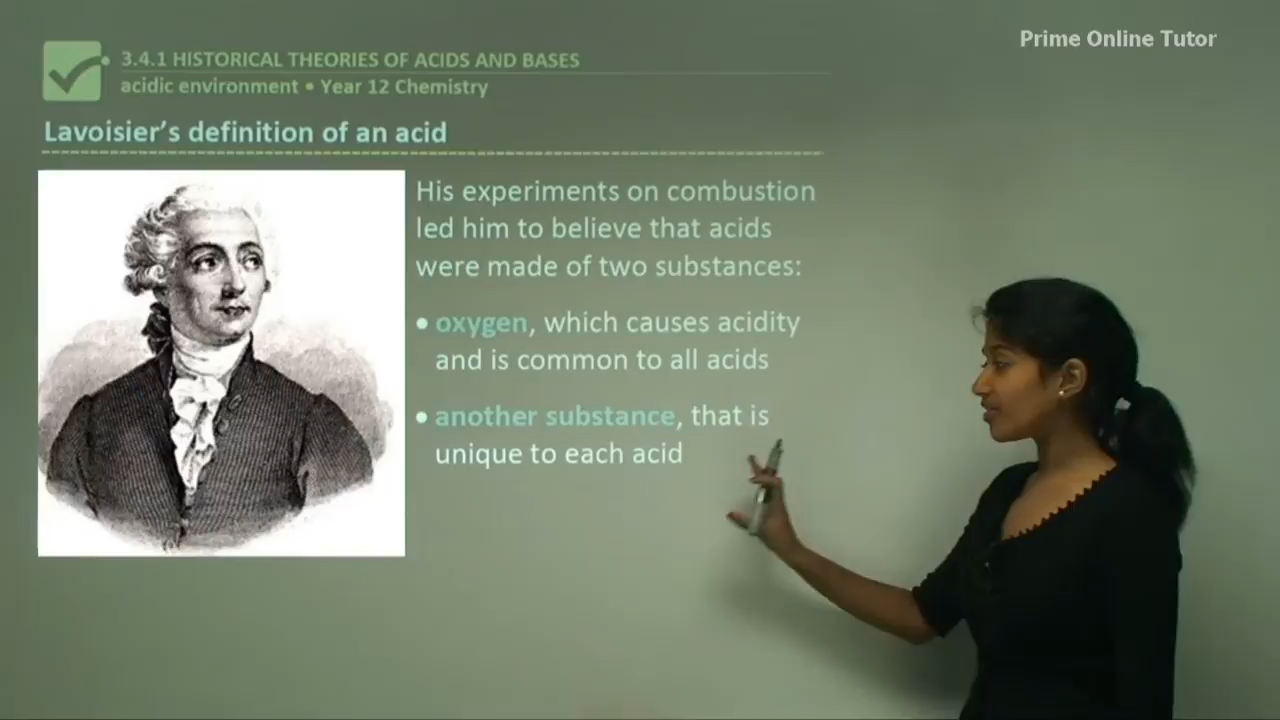 Prime Online Tutor
3.4.1 HISTORICAL THEORIES OF ACIDS AND BASES
acidic environment • Year 12 Chemistry
Lavoisier’s definition of an acid
His experiments on combustion
led him to believe that acids
were made of two substances:
• oxygen, which causes acidity
and is common to all acids
• another substance, that is
unique to each acid